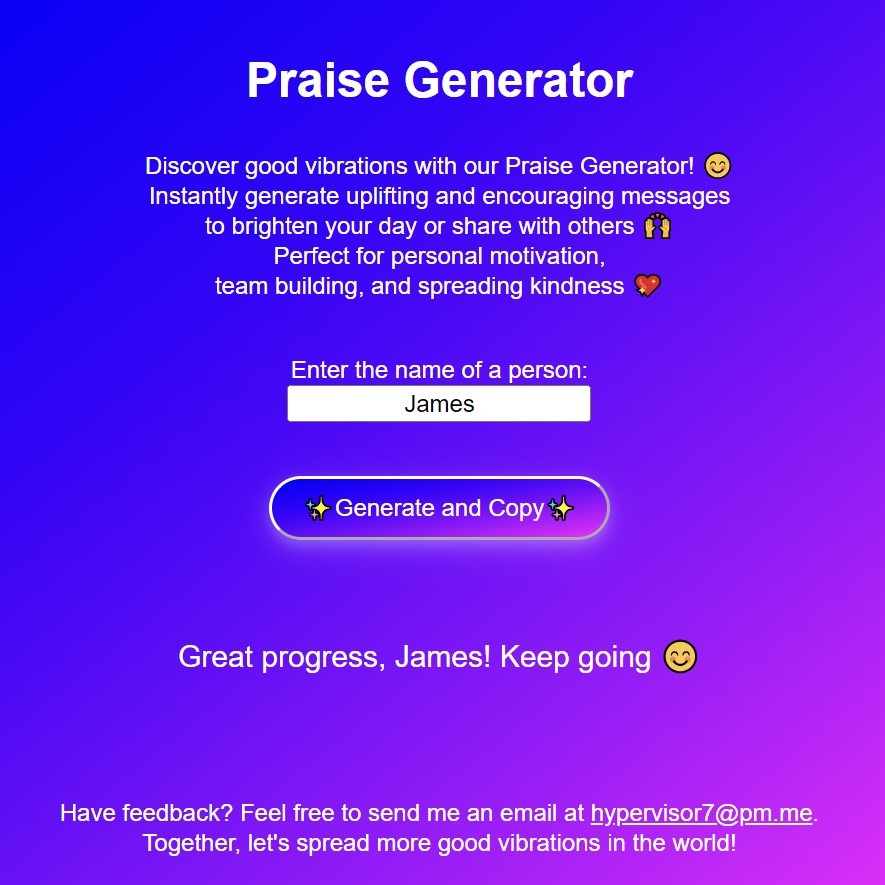 Praise Generator
Discover good vibrations with our Praise Generator! 😊
Instantly generate uplifting and encouraging messages
to brighten your day or share with others 🙌
Perfect for personal motivation,
team building, and spreading kindness 💖
Enter the name of a person:
James
✨Generate and Copy✨
Great progress, James! Keep going 😊
Have feedback? Feel free to send me an email at hypervisor7@pm.me.
Together, let's spread more good vibrations in the world!